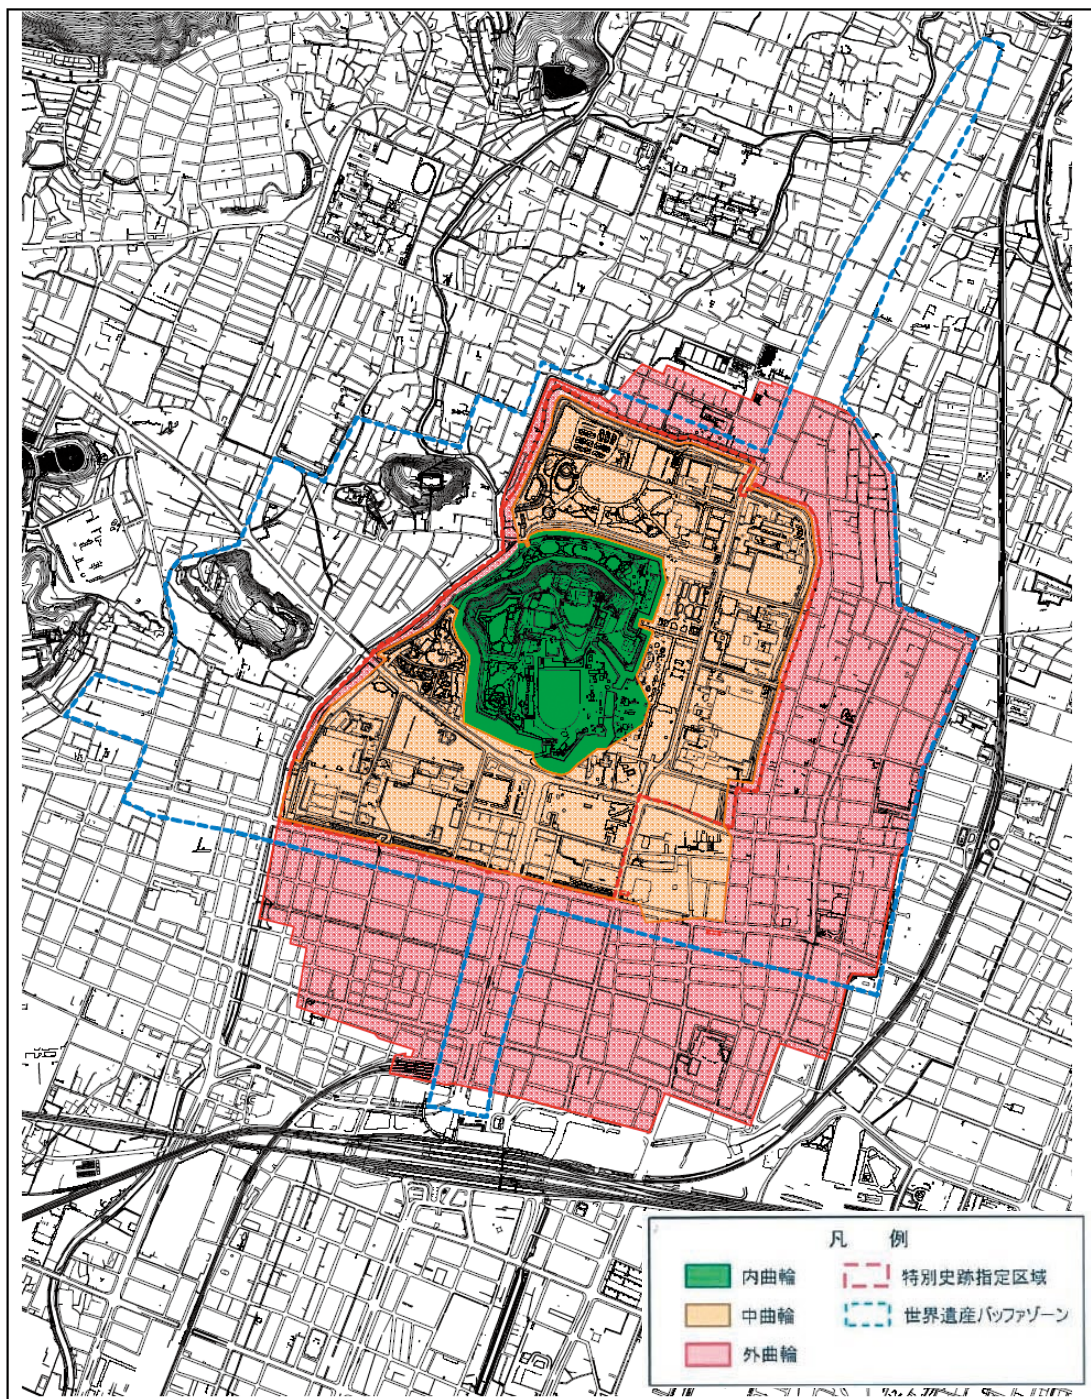 凡 例
内曲輪
特別史跡指定区域
中曲輪
世界遺産バッファゾーン
外曲輪